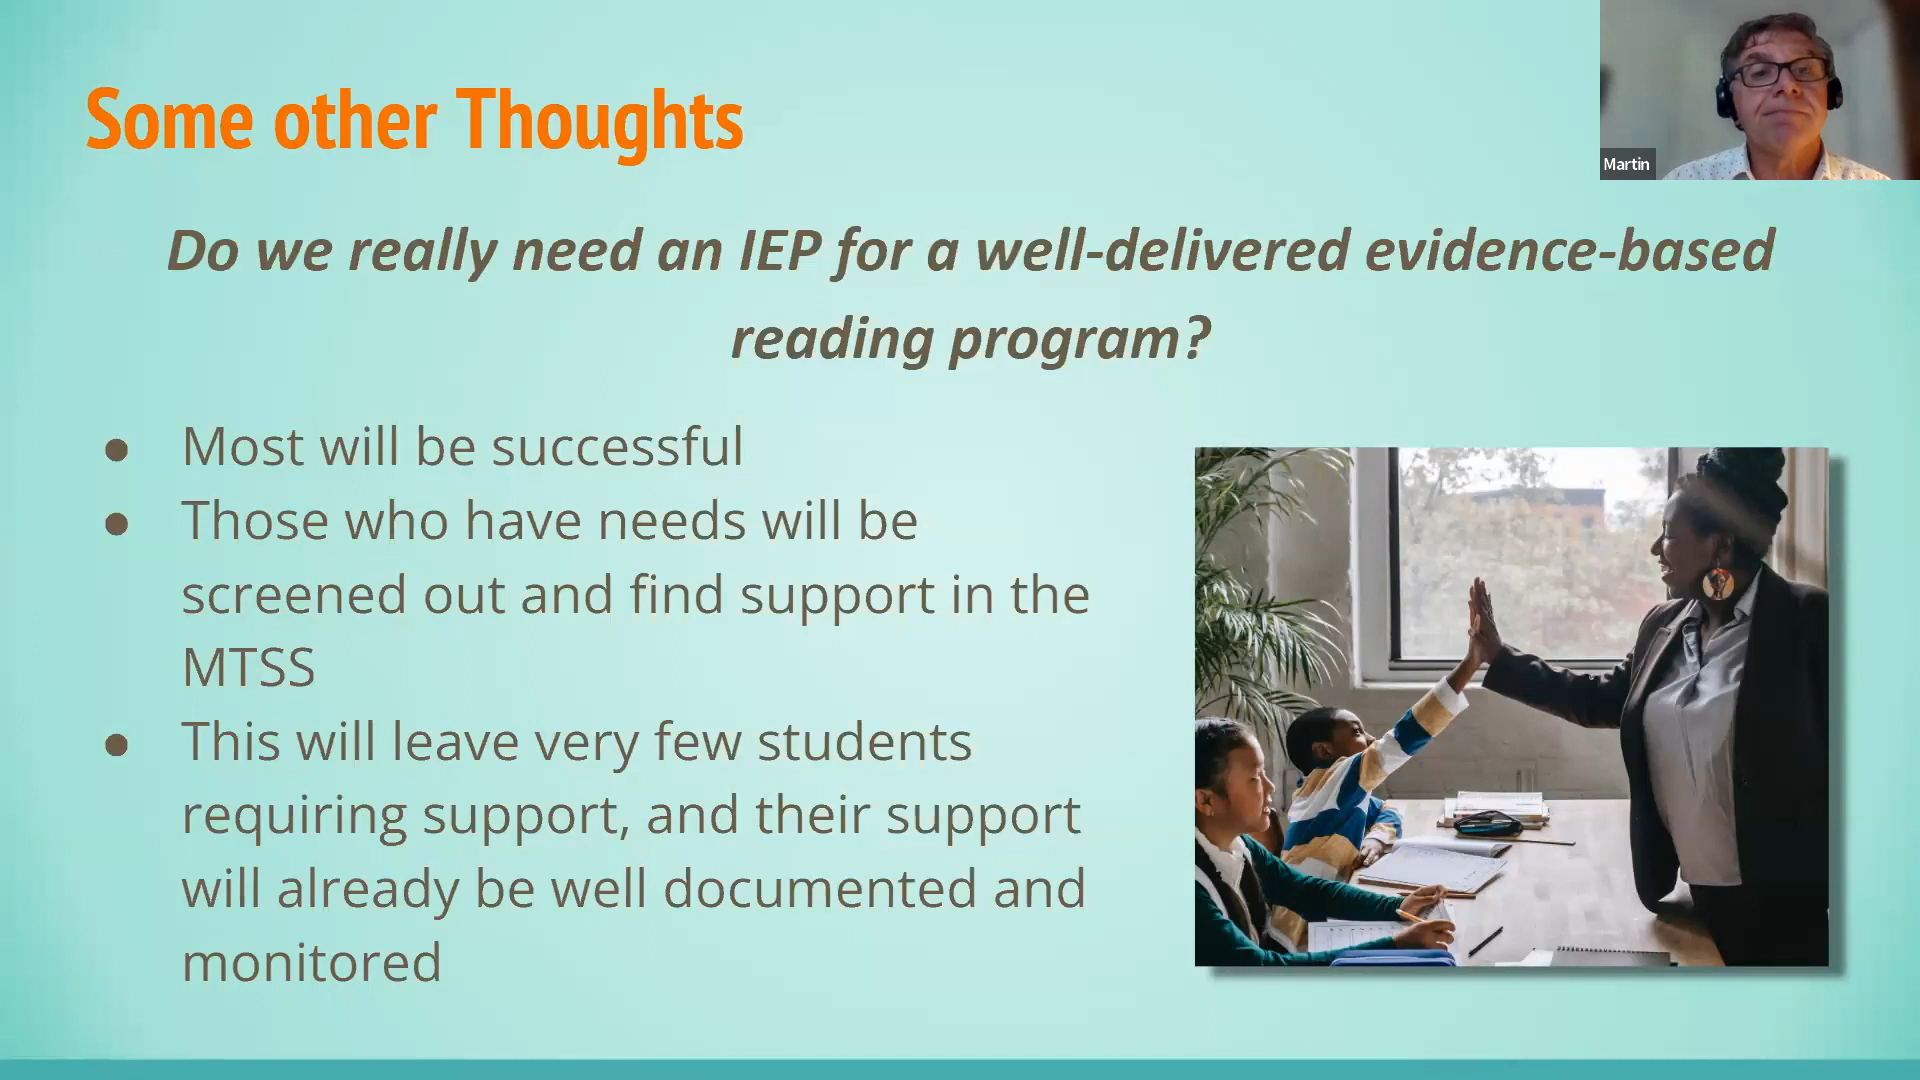 Some other Thoughts
Martin
Do we really need an IEP for a well-delivered evidence-based
reading program?
● Most will be successful
● Those who have needs will be
screened out and find support in the
MTSS
● This will leave very few students
requiring support, and their support
will already be well documented and
monitored